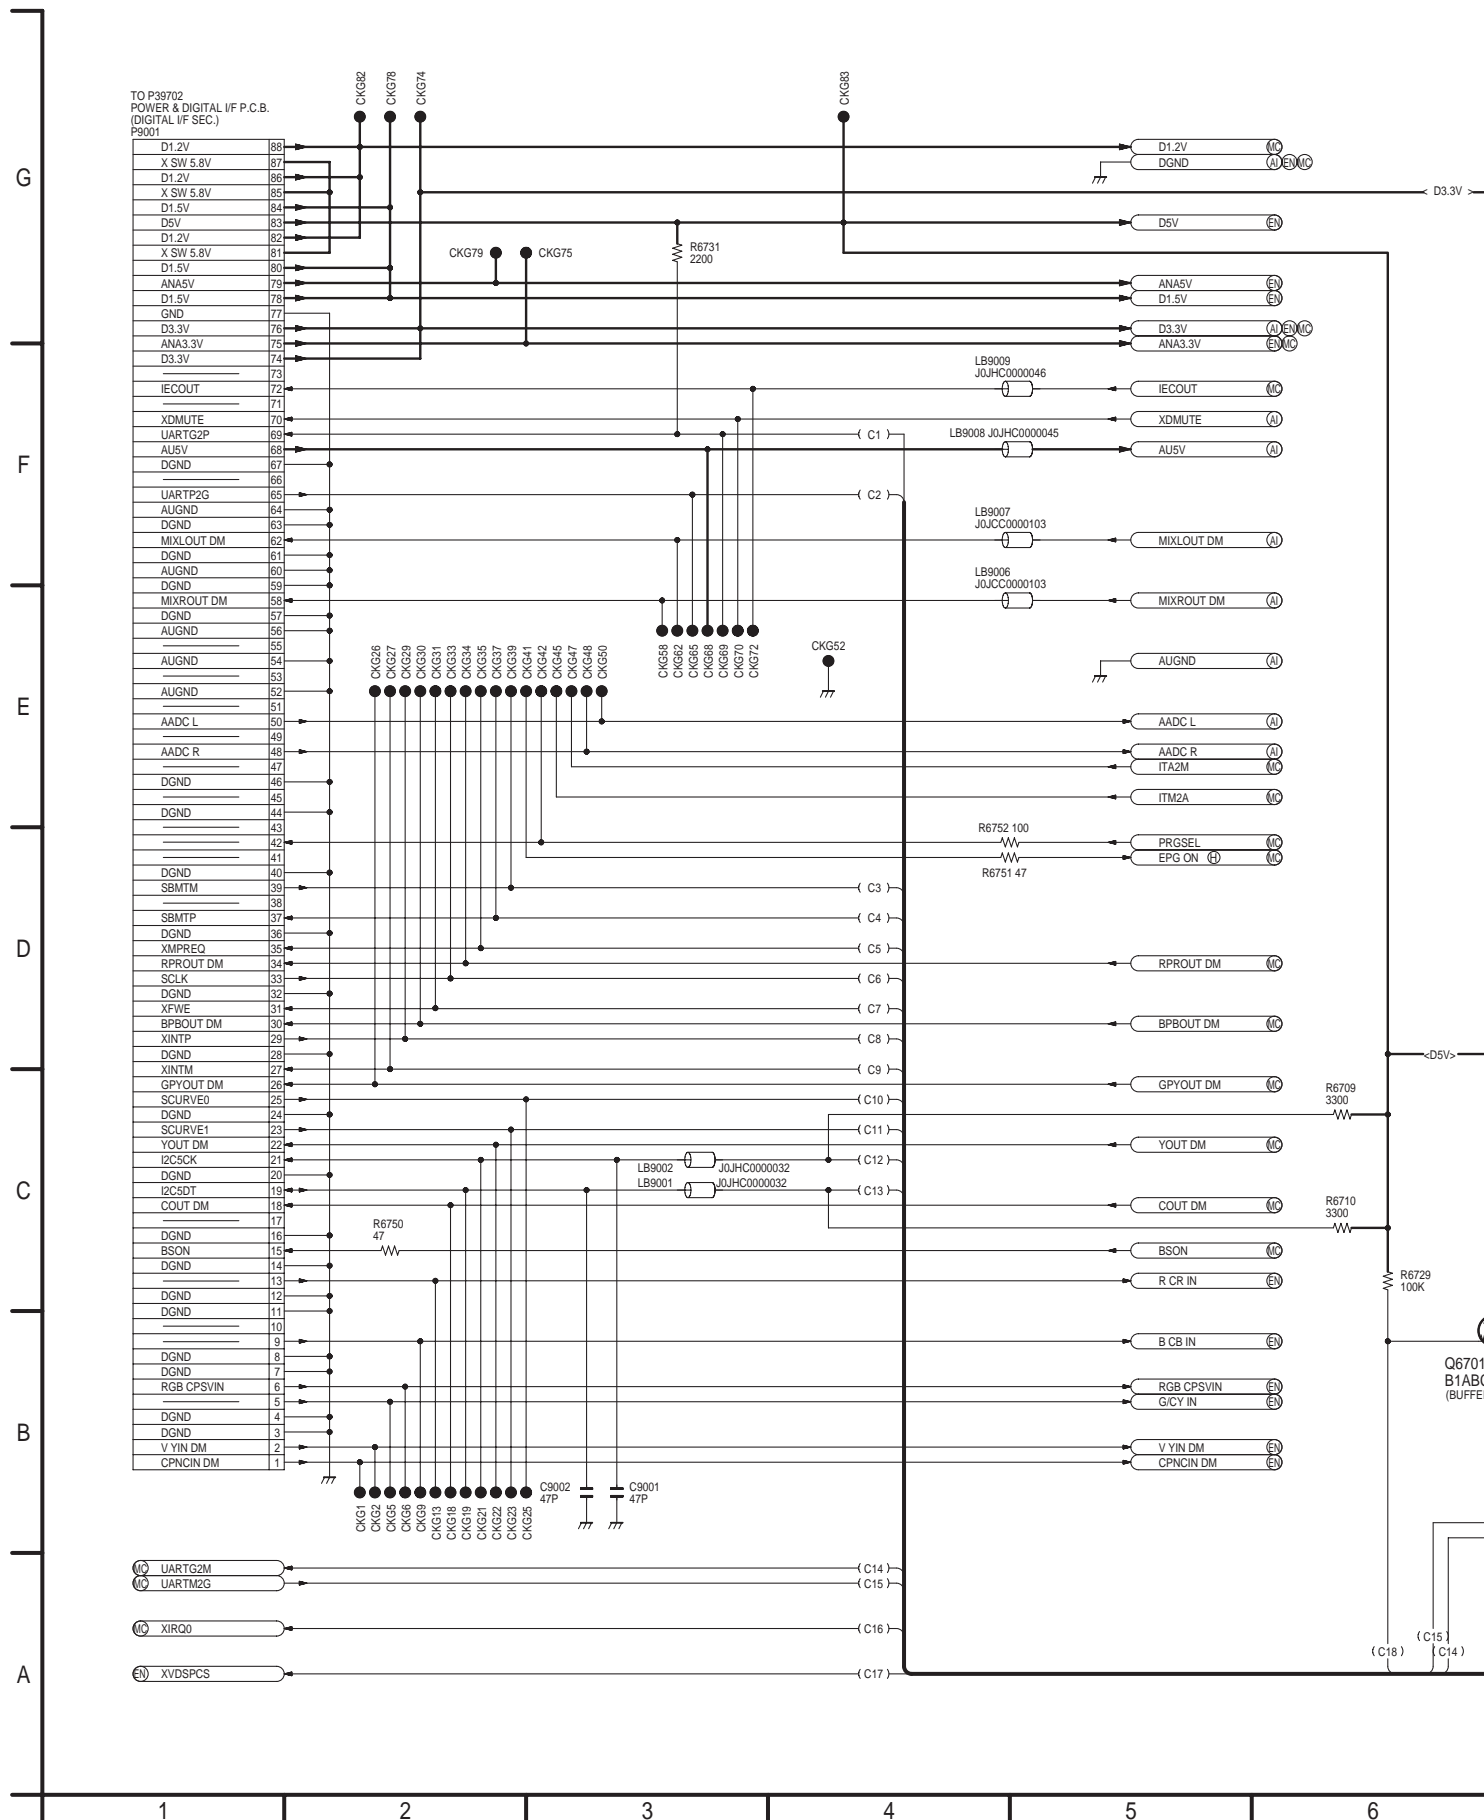 CKG82
CKG78
CKG74
CKG83
TO P39702
POWER & DIGITAL I/F P.C.B.
(DIGITAL I/F SEC.)
P9001
G
D1.2V 88
X SW 5.8V 87
D1.2V 86
X SW 5.8V 85
D1.5V 84
D5V 83
D1.2V 82
X SW 5.8V 81
D1.5V 80
ANA5V 79
D1.5V 78
GND 77
D3.3V 76
ANA3.3V 75
D3.3V 74
73
IECOUT 72
71
XDMUTE 70
UARTG2P 69
AU5V 68
DGND 67
66
UARTP2G 65
AUGND 64
DGND 63
MIXLOUT DM 62
DGND 61
AUGND 60
DGND 59
MIXROUT DM 58
DGND 57
AUGND 56
55
AUGND 54
53
AUGND 52
51
AADC L 50
49
AADC R 48
47
DGND 46
45
DGND 44
43
42
41
DGND 40
SBMTM 39
38
SBMTP 37
DGND 36
XMPREQ 35
RPROUT DM 34
SCLK 33
DGND 32
XFWE 31
BPBOUT DM 30
XINTP 29
DGND 28
XINTM 27
GPYOUT DM 26
SCURVE0 25
DGND 24
SCURVE1 23
YOUT DM 22
I2C5CK 21
DGND 20
I2C5DT 19
COUT DM 18
17
DGND 16
BSON 15
DGND 14
13
DGND 12
DGND 11
10
9
DGND 8
DGND 7
RGB CPSVIN 6
5
DGND 4
DGND 3
V YIN DM 2
CPNCIN DM 1
F
E
D
C
B
A
CKG79
CKG75
R6731
2200
D1.2V MC
DGND AI EN MC
< D3.3V >
D5V EN
ANA5V EN
D1.5V EN
D3.3V AI EN MC
ANA3.3V EN MC
LB9009
J0JHC0000046
IECOUT MC
XDMUTE AI
C1
LB9008 J0JHC0000045
AU5V AI
C2
LB9007
J0JCC0000103
MIXLOUT DM AI
LB9006
J0JCC0000103
MIXROUT DM AI
CKG26
CKG27
CKG29
CKG30
CKG31
CKG33
CKG34
CKG35
CKG37
CKG39
CKG41
CKG42
CKG45
CKG47
CKG48
CKG50
CKG58
CKG62
CKG65
CKG68
CKG69
CKG70
CKG72
CKG52
AUGND AI
AADC L AI
AADC R AI
ITA2M MC
ITM2A MC
R6752 100
PRGSEL MC
EPG ON H MC
R6751 47
C3
C4
C5
RPROUT DM MC
C6
C7
BPBOUT DM MC
C8
<D5V>
C9
GPYOUT DM MC
C10
R6709
3300
C11
YOUT DM MC
LB9002 J0JHC0000032
C12
LB9001 J0JHC0000032
C13
COUT DM MC
R6710
3300
R6750
47
BSON MC
R CR IN EN
R6729
100K
B CB IN EN
Q6701
(BUFFE
RGB CPSVIN EN
G/CY IN EN
V YIN DM EN
CPNCIN DM EN
CKG1
CKG2
CKG5
CKG6
CKG9
CKG13
CKG18
CKG19
CKG21
CKG22
CKG23
CKG25
C9002
47P
C9001
47P
MC UARTG2M
C14
MC UARTM2G
C15
MC XIRQ0
C16
EN XVDSPCS
C17
(C18)
(C15)
(C14)
1 2 3 4 5 6